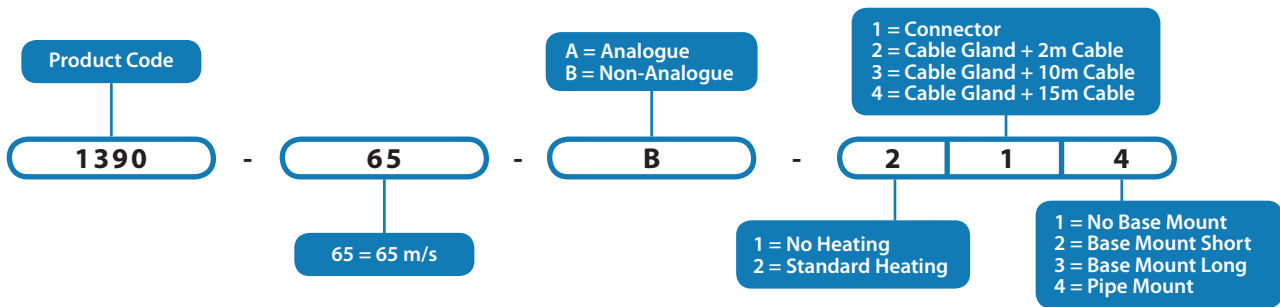 Product Code
A = Analogue
B = Non-Analogue
1 = Connector
2 = Cable Gland + 2m Cable
3 = Cable Gland + 10m Cable
4 = Cable Gland + 15m Cable
1390 - 65 - B - 2 1 4
65 = 65 m/s
1 = No Heating
2 = Standard Heating
1 = No Base Mount
2 = Base Mount Short
3 = Base Mount Long
4 = Pipe Mount